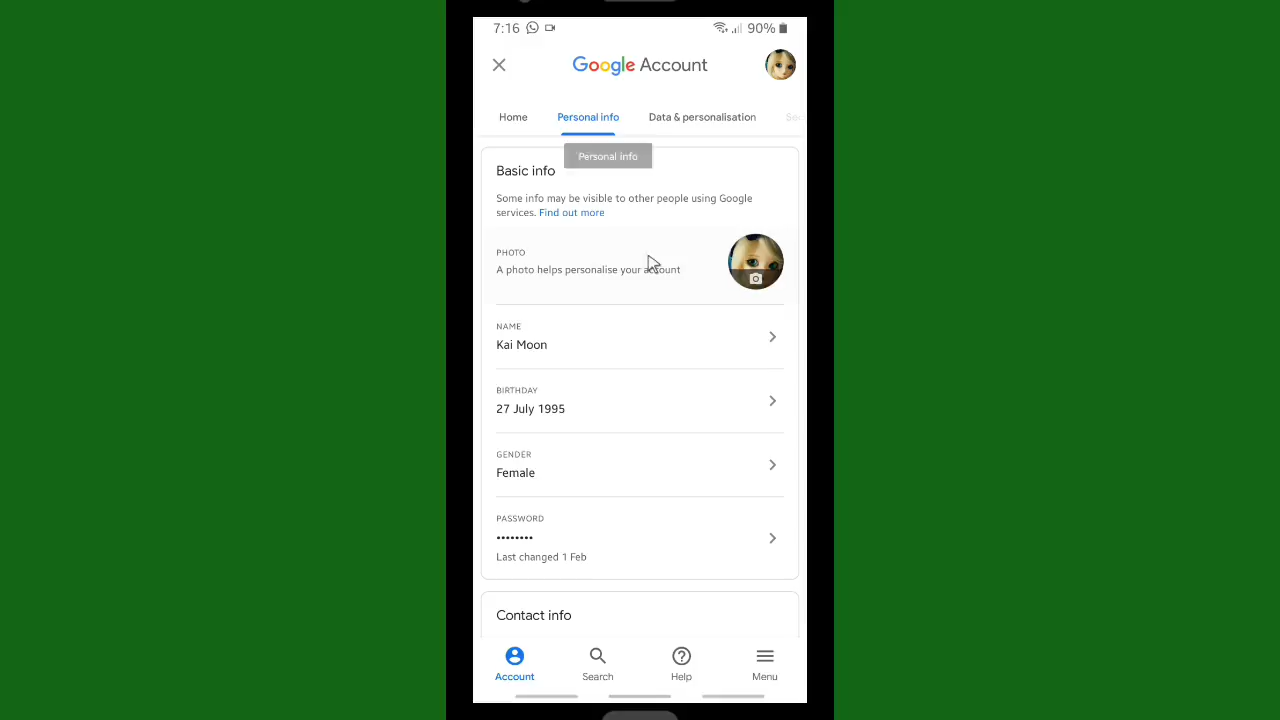 7:16 90%
Google Account
Home Personal info Data & personalisation
Personal info
Basic info
Some info may be visible to other people using Google
services. Find out more
PHOTO
A photo helps personalise your account
NAME
Kai Moon
BIRTHDAY
27 July 1995
GENDER
Female
PASSWORD
••••••••
Last changed 1 Feb
Contact info
Account Search Help Menu